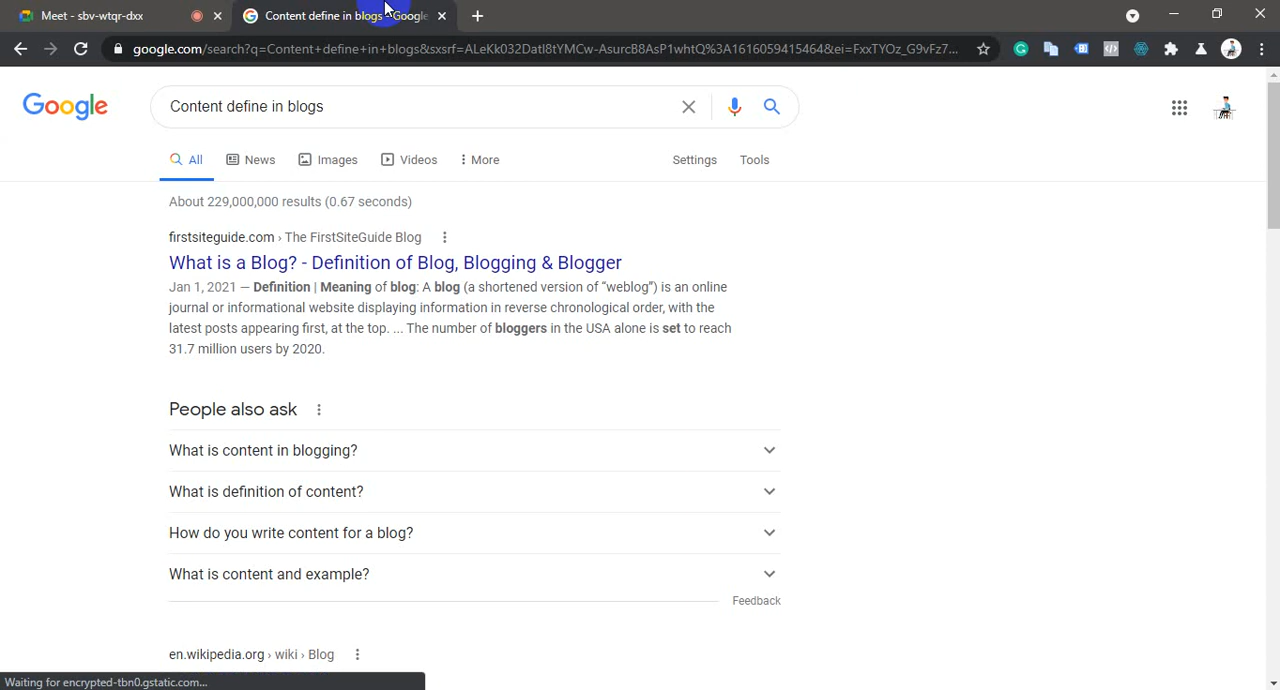 Meet - sbv-wtqr-dxx
Content define in blogs - Google
google.com/search?q=Content+define+in+blogs&sxsrf=ALeKk032DatI8tYMCw-AsurcB8AsP1whtQ%3A1616059415464&ei=FxxTYOz_G9vFz7...
Google
Content define in blogs
All
News
Images
Videos
More
Settings
Tools
About 229,000,000 results (0.67 seconds)
firstsiteguide.com › The FirstSiteGuide Blog
What is a Blog? - Definition of Blog, Blogging & Blogger
Jan 1, 2021 — Definition | Meaning of blog: A blog (a shortened version of “weblog”) is an online
journal or informational website displaying information in reverse chronological order, with the
latest posts appearing first, at the top. ... The number of bloggers in the USA alone is set to reach
31.7 million users by 2020.
People also ask
What is content in blogging?
What is definition of content?
How do you write content for a blog?
What is content and example?
Feedback
en.wikipedia.org › wiki › Blog
Waiting for encrypted-tbn0.gstatic.com...